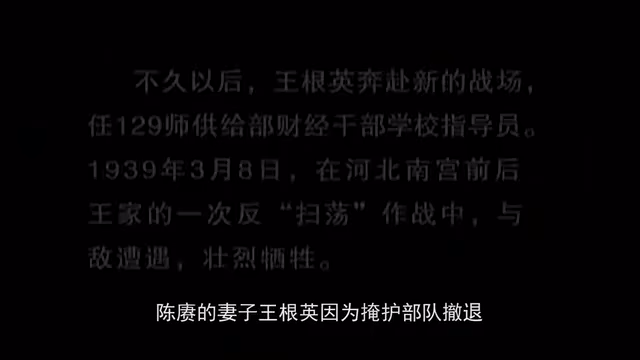 不久以后，王根英奔赴新的战场，
任129师供给部财经干部学校指导员。
1939年3月8日，在河北南宫前后
王家的一次反“扫荡”作战中，与
敌遭遇，壮烈牺牲。
陈赓的妻子王根英因为掩护部队撤退